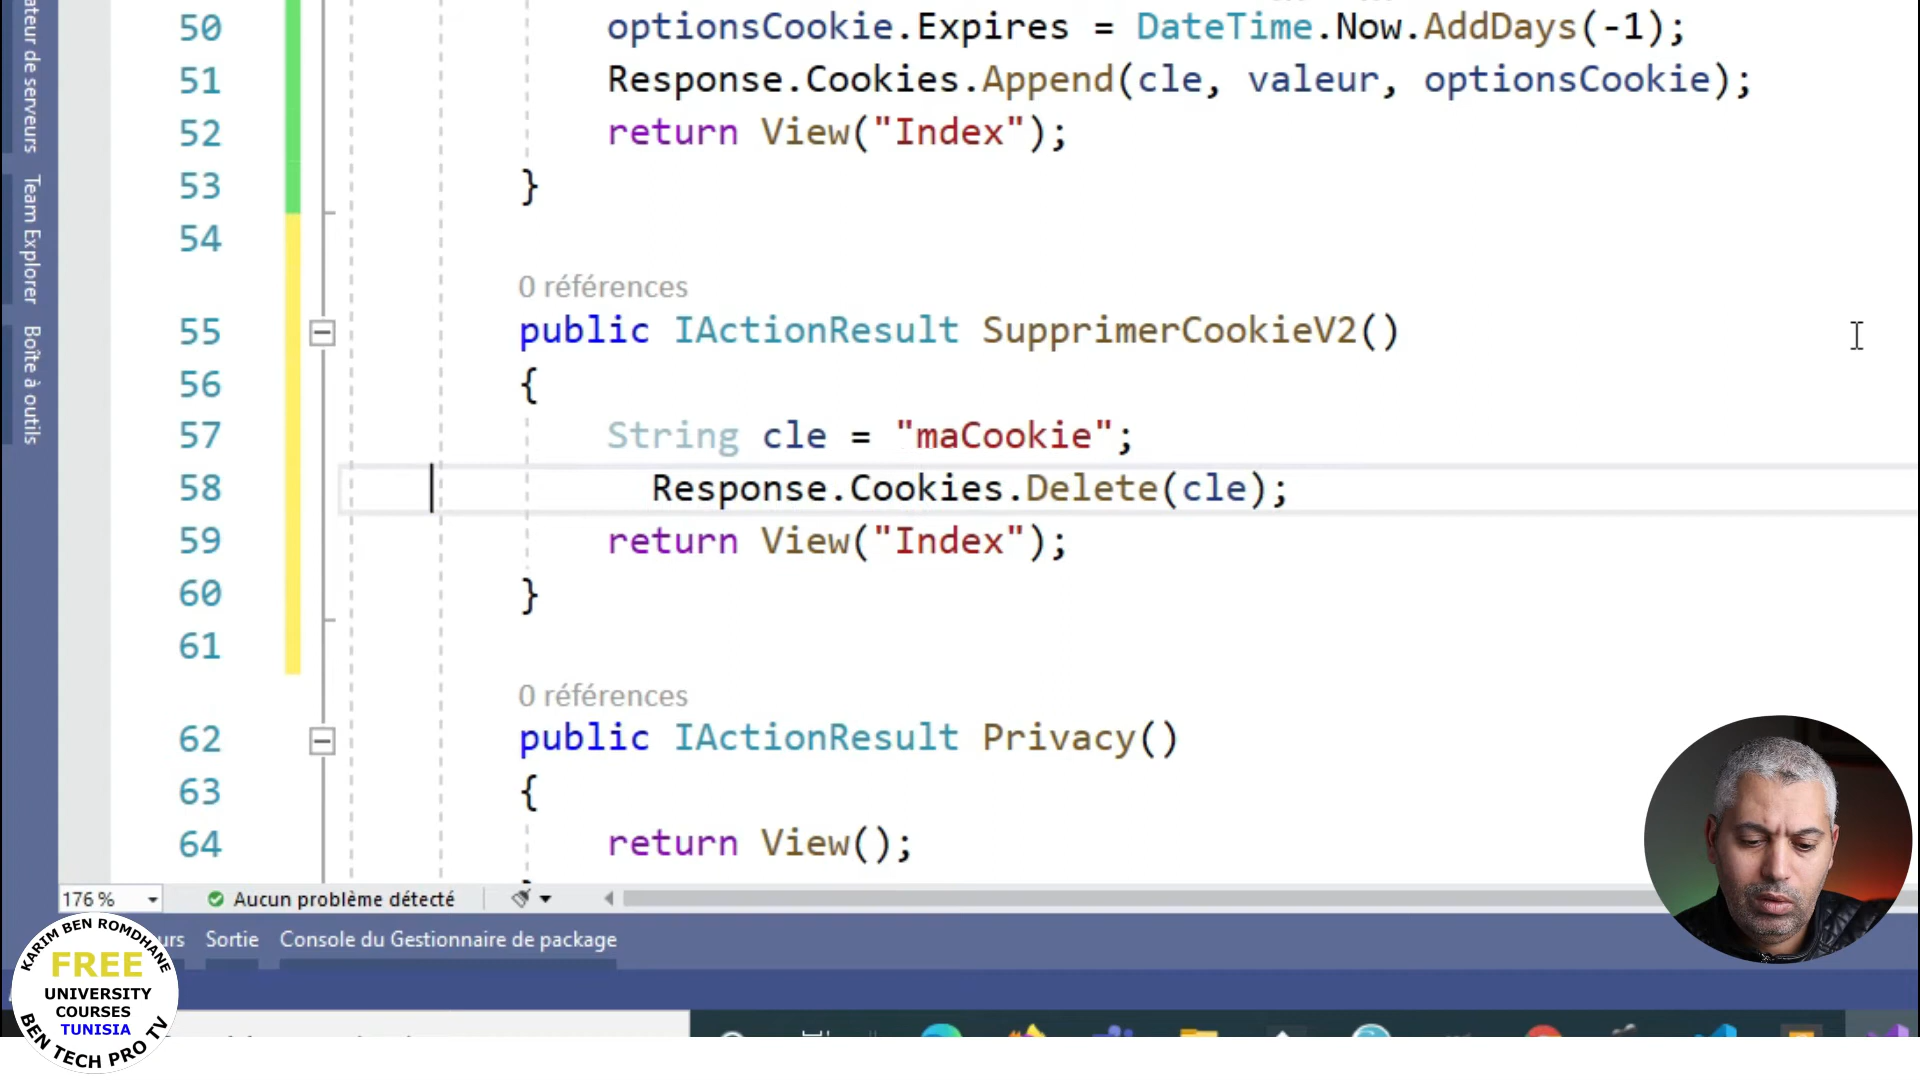 ateur de serveurs
Team Explorer
Boîte à outils
50 optionsCookie.Expires = DateTime.Now.AddDays(-1);
51 Response.Cookies.Append(cle, valeur, optionsCookie);
52 return View("Index");
53 }
54
0 références
55 public IActionResult SupprimerCookieV2()
56 {
57 String cle = "maCookie";
58 Response.Cookies.Delete(cle);
59 return View("Index");
60 }
61
0 références
62 public IActionResult Privacy()
63 {
64 return View();
176 %
Aucun problème détecté
urs Sortie Console du Gestionnaire de package
KARIM BEN ROMDHANE
FREE
UNIVERSITY
COURSES
TUNISIA
BEN TECH PRO TV